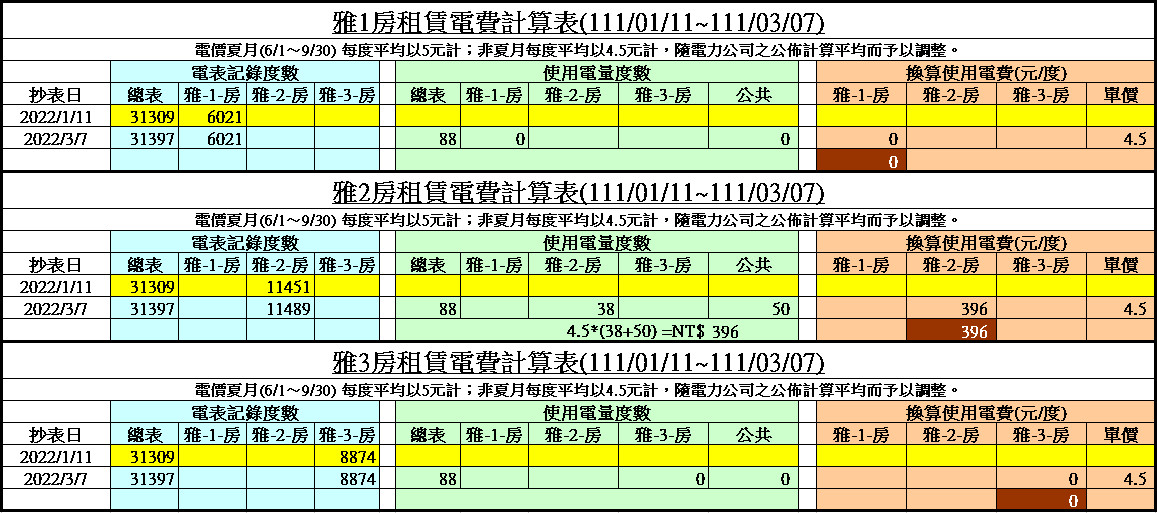 雅1房租賃電費計算表(111/01/11~111/03/07)
電價夏月(6/1～9/30) 每度平均以5元計；非夏月每度平均以4.5元計，隨電力公司之公佈計算平均而予以調整。
電表記錄度數 使用電量度數 換算使用電費(元/度)
抄表日 總表 雅-1-房 雅-2-房 雅-3-房 總表 雅-1-房 雅-2-房 雅-3-房 公共 雅-1-房 雅-2-房 雅-3-房 單價
2022/1/11 31309 6021
2022/3/7 31397 6021 88 0 0 0 4.5
0
雅2房租賃電費計算表(111/01/11~111/03/07)
電價夏月(6/1～9/30) 每度平均以5元計；非夏月每度平均以4.5元計，隨電力公司之公佈計算平均而予以調整。
電表記錄度數 使用電量度數 換算使用電費(元/度)
抄表日 總表 雅-1-房 雅-2-房 雅-3-房 總表 雅-1-房 雅-2-房 雅-3-房 公共 雅-1-房 雅-2-房 雅-3-房 單價
2022/1/11 31309 11451
2022/3/7 31397 11489 88 38 50 396 4.5
4.5*(38+50) =NT$ 396 396
雅3房租賃電費計算表(111/01/11~111/03/07)
電價夏月(6/1～9/30) 每度平均以5元計；非夏月每度平均以4.5元計，隨電力公司之公佈計算平均而予以調整。
電表記錄度數 使用電量度數 換算使用電費(元/度)
抄表日 總表 雅-1-房 雅-2-房 雅-3-房 總表 雅-1-房 雅-2-房 雅-3-房 公共 雅-1-房 雅-2-房 雅-3-房 單價
2022/1/11 31309 8874
2022/3/7 31397 8874 88 0 0 0 4.5
0